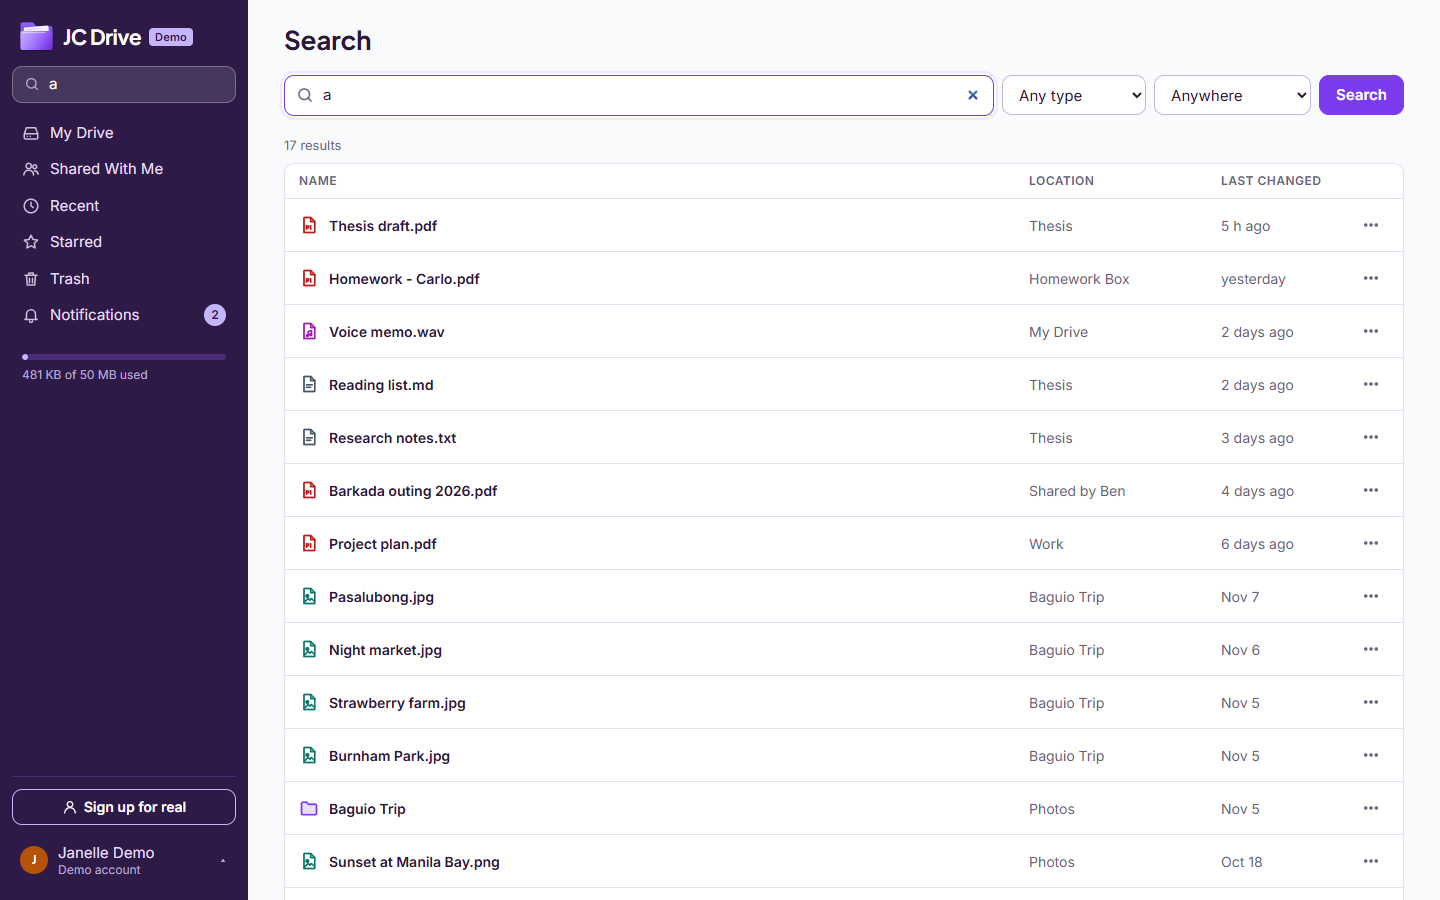 JC Drive Demo
a
My Drive
Shared With Me
Recent
Starred
Trash
Notifications 2
481 KB of 50 MB used
Sign up for real
J
Janelle Demo
Demo account
Search
a
Any type
Anywhere
Search
17 results
NAME LOCATION LAST CHANGED
Thesis draft.pdf Thesis 5 h ago
Homework - Carlo.pdf Homework Box yesterday
Voice memo.wav My Drive 2 days ago
Reading list.md Thesis 2 days ago
Research notes.txt Thesis 3 days ago
Barkada outing 2026.pdf Shared by Ben 4 days ago
Project plan.pdf Work 6 days ago
Pasalubong.jpg Baguio Trip Nov 7
Night market.jpg Baguio Trip Nov 6
Strawberry farm.jpg Baguio Trip Nov 5
Burnham Park.jpg Baguio Trip Nov 5
Baguio Trip Photos Nov 5
Sunset at Manila Bay.png Photos Oct 18